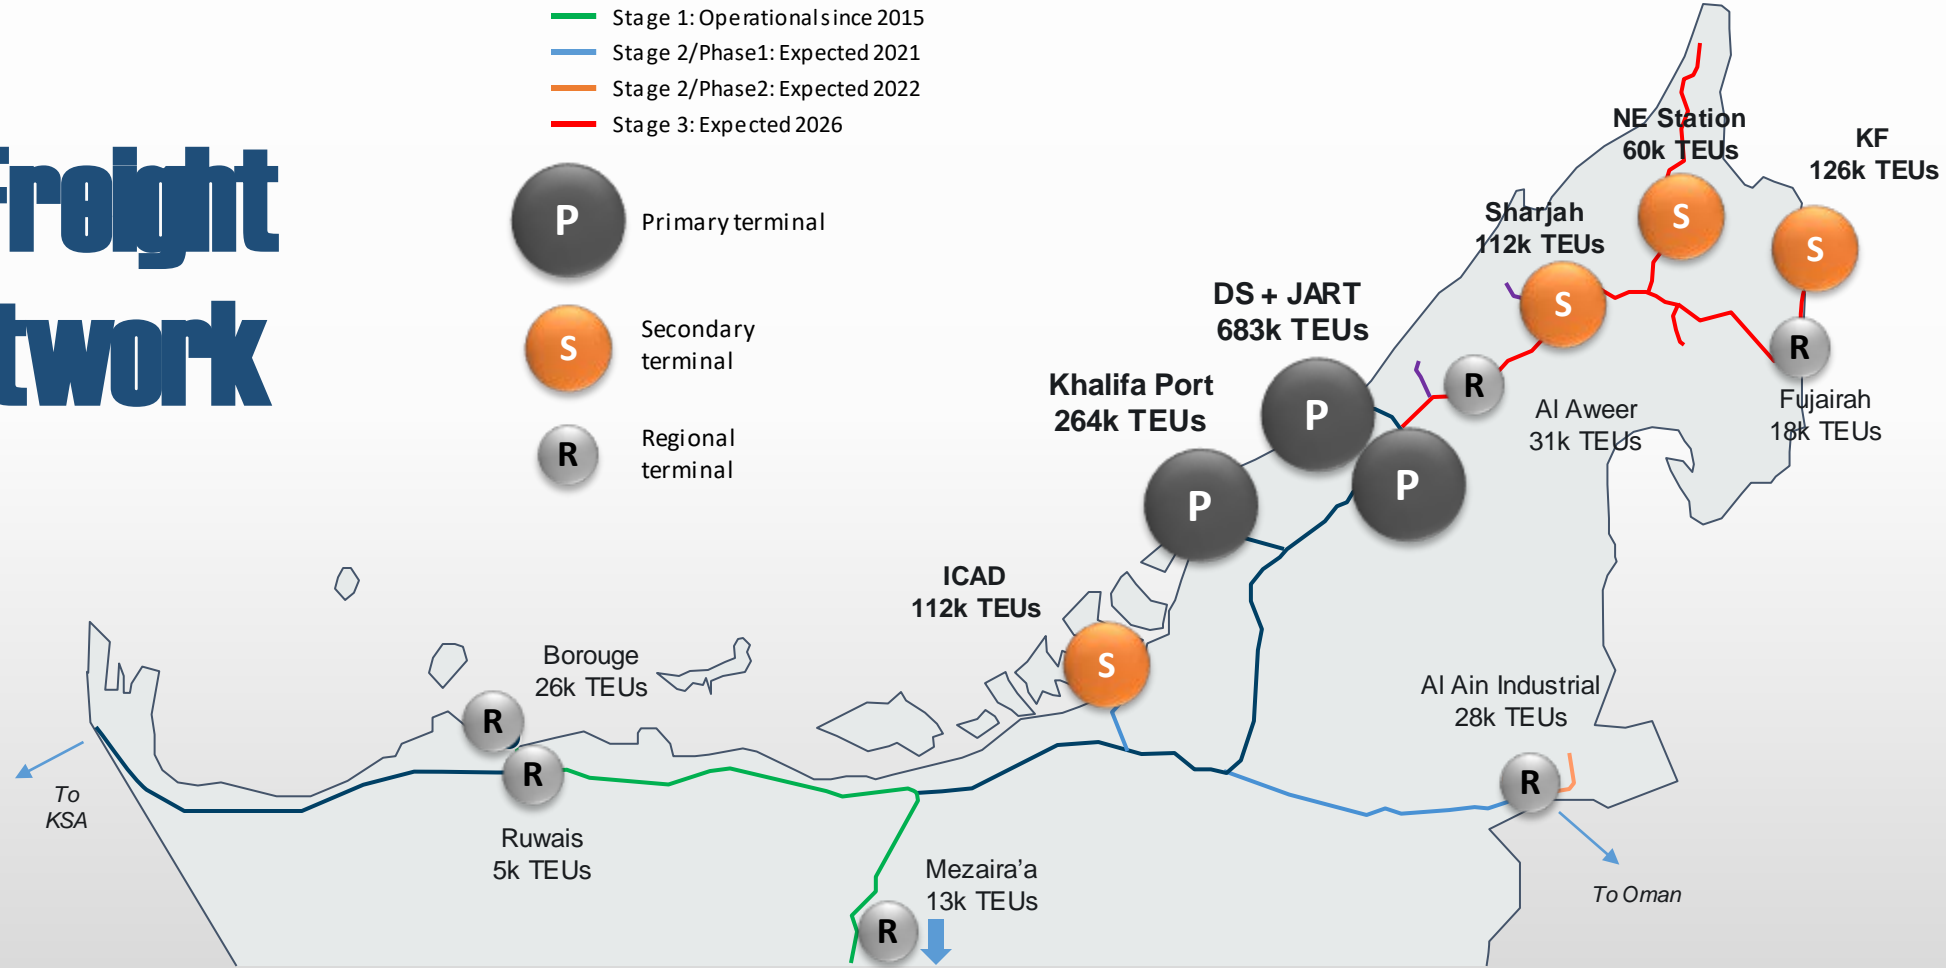 Stage 1: Operational since 2015
Stage 2/Phase1: Expected 2021
Stage 2/Phase2: Expected 2022
Stage 3: Expected 2026
P
Primary terminal
S
Secondary
terminal
R
Regional
terminal
NE Station
60k TEUs
S
KF
126k TEUs
S
Sharjah
112k TEUs
S
DS + JART
683k TEUs
P
P
R
Al Aweer
31k TEUs
R
Fujairah
18k TEUs
Khalifa Port
264k TEUs
P
ICAD
112k TEUs
S
Borouge
26k TEUs
R
R
Ruwais
5k TEUs
To
KSA
Mezaira’a
13k TEUs
R
Al Ain Industrial
28k TEUs
R
To Oman